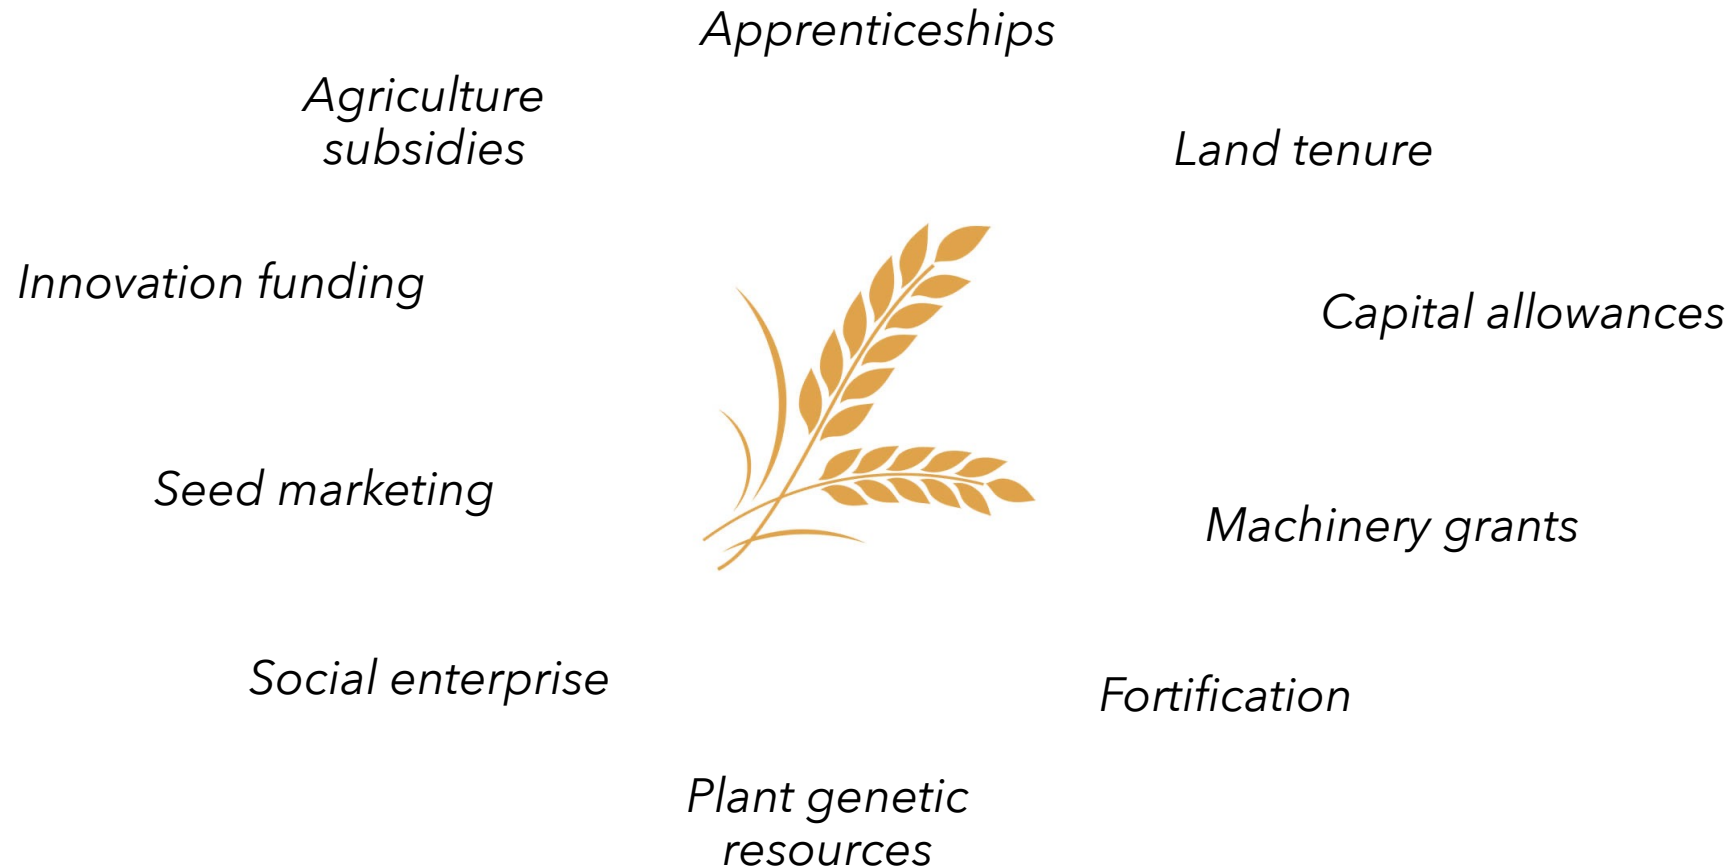 Apprenticeships
Agriculture
subsidies
Land tenure
Innovation funding
Capital allowances
Seed marketing
Machinery grants
Social enterprise
Fortification
Plant genetic
resources